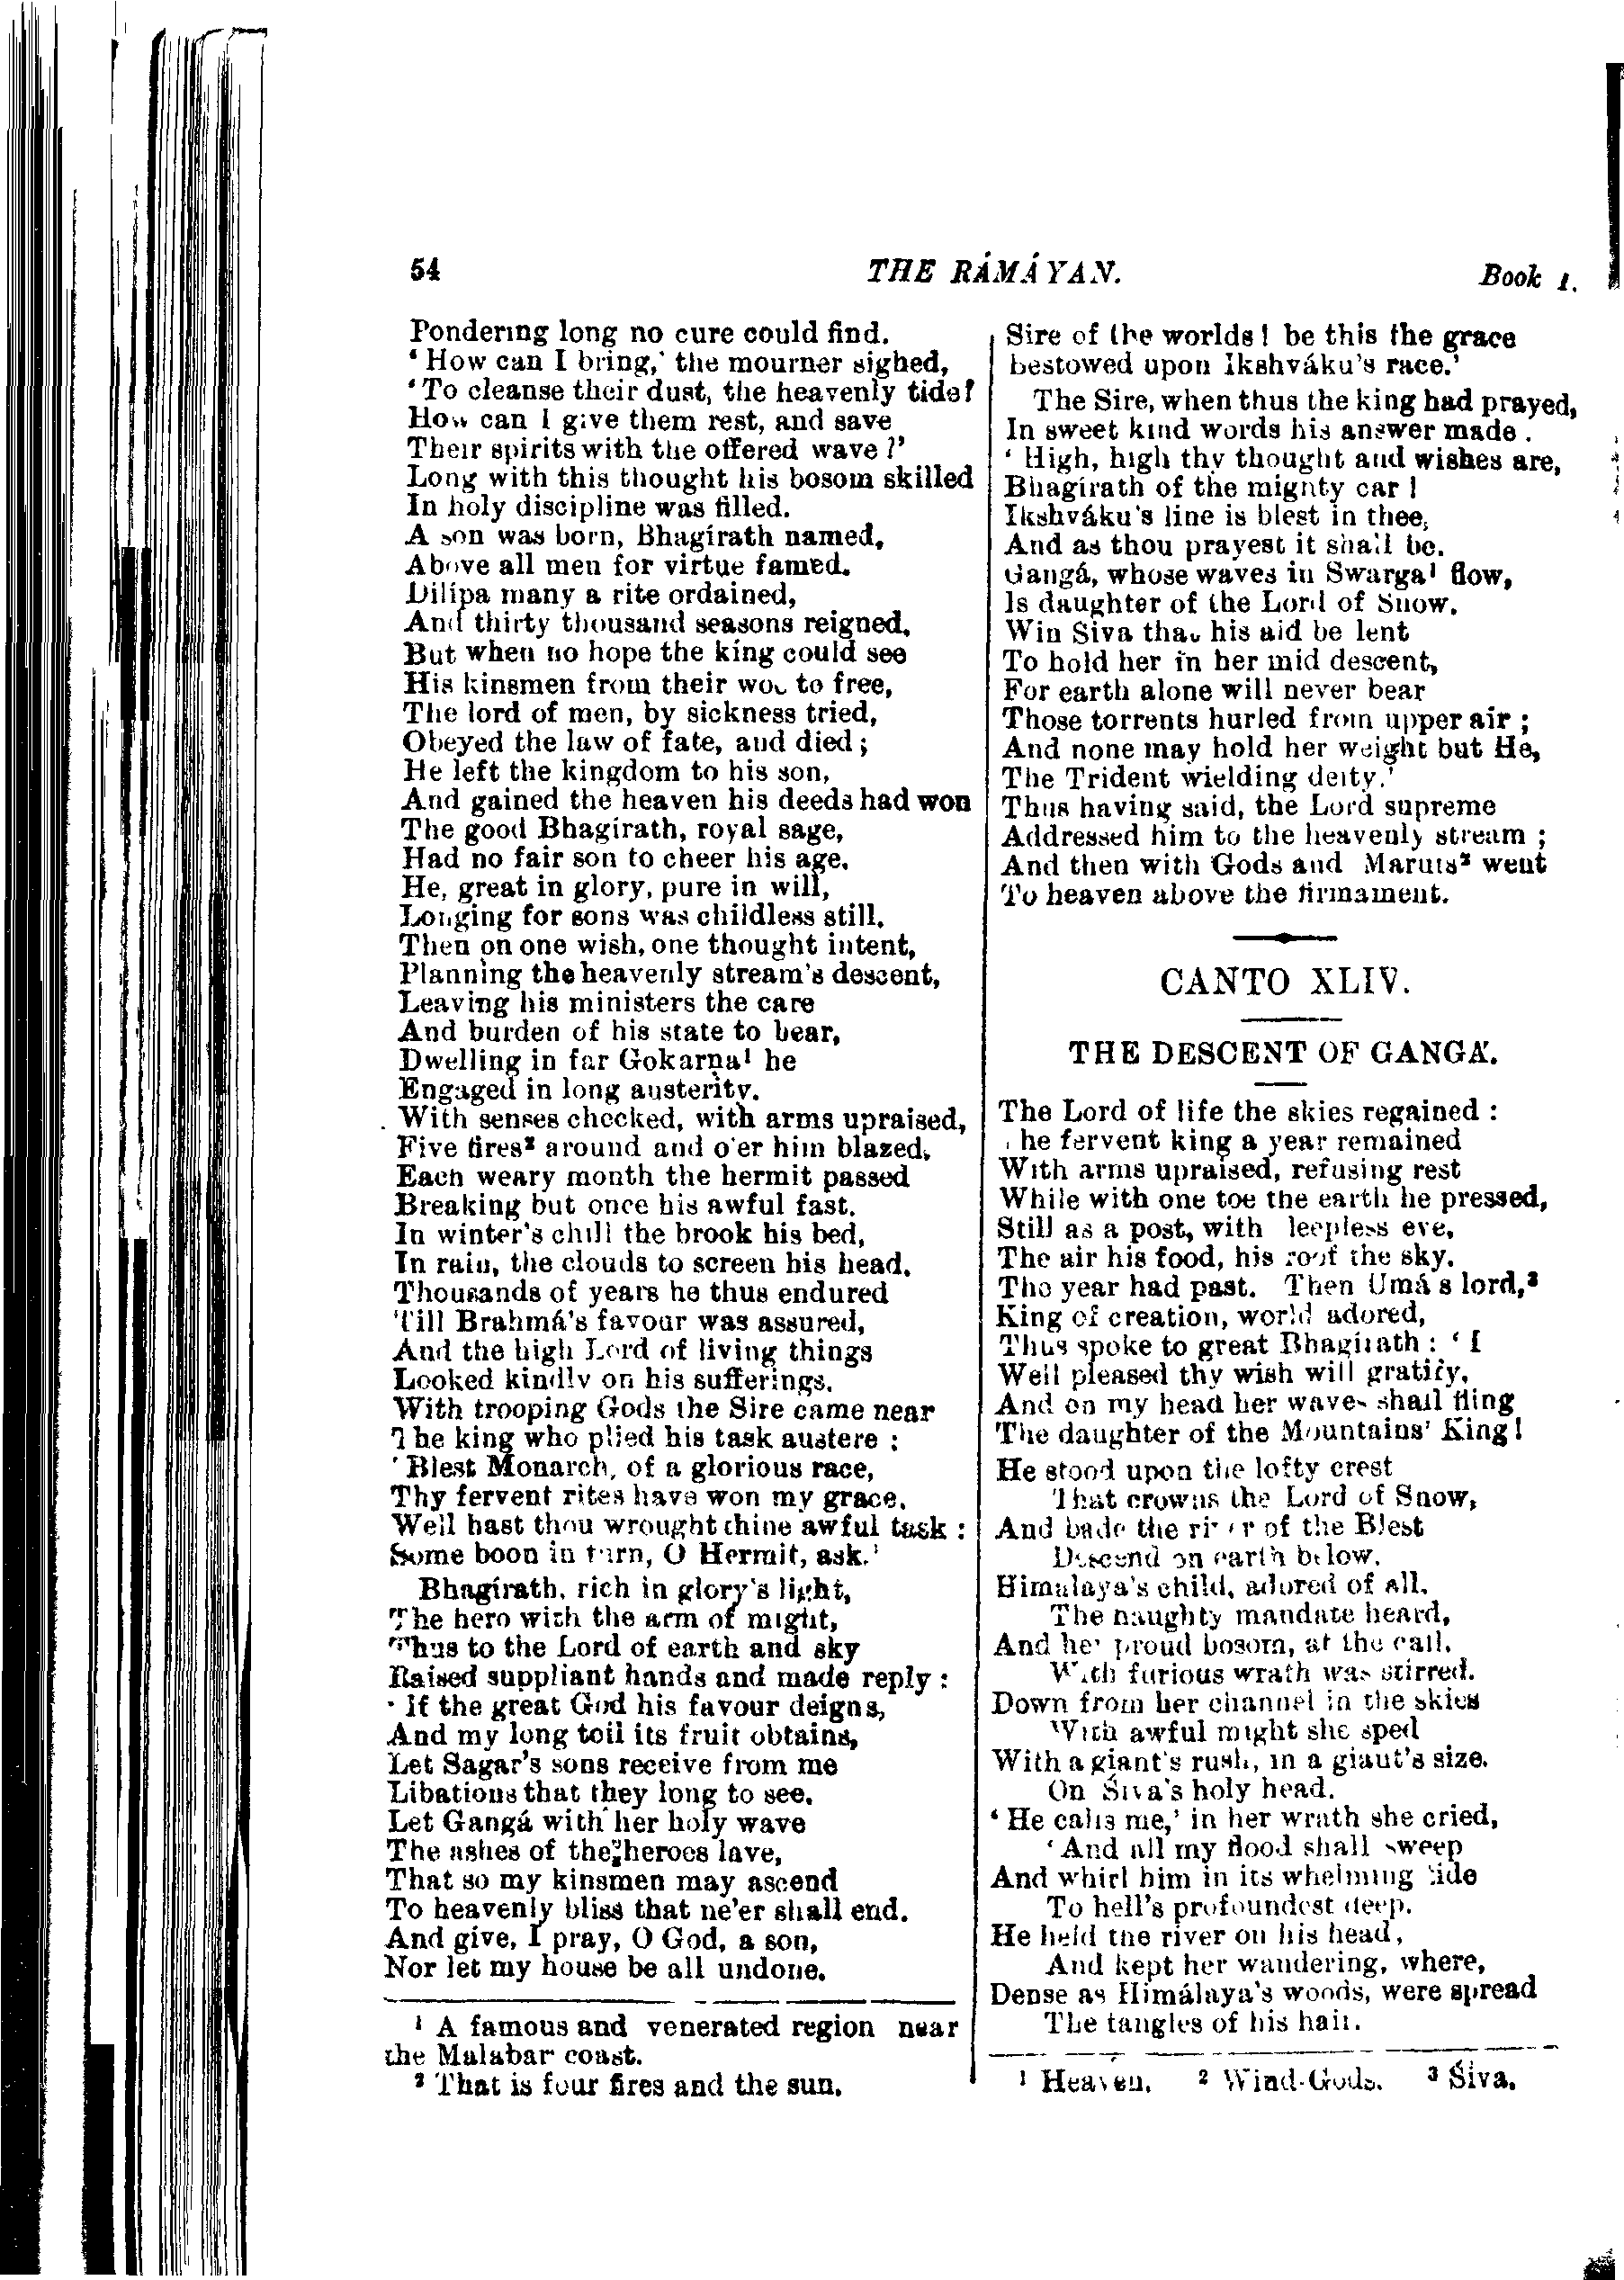 54
THE RÁMÁYAN.
Book 1.
Pondering long no cure could find.
‘ How can I bring,’ the mourner sighed,
‘To cleanse their dust, the heavenly tide?
How can I give them rest, and save
Their spirits with the offered wave ?’
Long with this thought his bosom skilled
In holy discipline was filled.
A son was born, Bhagírath named,
Above all men for virtue famed.
Dilípa many a rite ordained,
And thirty thousand seasons reigned.
But when no hope the king could see
His kinsmen from their woe to free,
The lord of men, by sickness tried,
Obeyed the law of fate, and died ;
He left the kingdom to his son,
And gained the heaven his deeds had won
The good Bhagírath, royal sage,
Had no fair son to cheer his age.
He, great in glory, pure in will,
Longing for sons was childless still.
Then on one wish, one thought intent,
Planning the heavenly stream's descent,
Leaving his ministers the care
And burden of his state to bear,
Dwelling in far Gokarṇa¹ he
Engaged in long austerity.
With senses checked, with arms upraised,
Five fires² around and o'er him blazed.
Each weary month the hermit passed
Breaking but once his awful fast.
In winter's chill the brook his bed,
In rain, the clouds to screen his head.
Thousands of years he thus endured
Till Brahmá's favour was assured,
And the high Lord of living things
Looked kindly on his sufferings.
With trooping Gods the Sire came near
The king who plied his task austere :
‘ Blest Monarch, of a glorious race,
Thy fervent rites have won my grace.
Well hast thou wrought thine awful task :
Some boon in turn, O Hermit, ask.’
Bhagírath, rich in glory's light,
The hero with the arm of might,
Thus to the Lord of earth and sky
Raised suppliant hands and made reply :
‘ If the great God his favour deigns,
And my long toil its fruit obtains,
Let Sagar's sons receive from me
Libations that they long to see.
Let Gangá with her holy wave
The ashes of the heroes lave,
That so my kinsmen may ascend
To heavenly bliss that ne'er shall end.
And give, I pray, O God, a son,
Nor let my house be all undone.
¹ A famous and venerated region near
the Malabar coast.
² That is four fires and the sun.
Sire of the worlds! be this the grace
bestowed upon Ikshváku's race.’
The Sire, when thus the king had prayed,
In sweet kind words his answer made.
‘ High, high thy thought and wishes are,
Bhagírath of the mighty car !
Ikshváku's line is blest in thee,
And as thou prayest it shall be.
Gangá, whose waves in Swarga¹ flow,
Is daughter of the Lord of Snow.
Win Siva that his aid be lent
To hold her in her mid descent,
For earth alone will never bear
Those torrents hurled from upper air ;
And none may hold her weight but He,
The Trident wielding deity.’
Thus having said, the Lord supreme
Addressed him to the heavenly stream ;
And then with Gods and Maruts² went
To heaven above the firmament.
CANTO XLIV.
THE DESCENT OF GANGÁ.
The Lord of life the skies regained :
he fervent king a year remained
With arms upraised, refusing rest
While with one toe the earth he pressed,
Still as a post, with leepless eye,
The air his food, his roof the sky.
The year had past. Then Umá's lord,³
King of creation, world adored,
Thus spoke to great Bhagirath : ‘ I
Well pleased thy wish will gratify,
And on my head her waves shall fling
The daughter of the Mountains' King!
He stood upon the lofty crest
That crowns the Lord of Snow,
And bade the river of the Blest
Descend on earth below.
Himalaya's child, adored of all,
The haughty mandate heard,
And her proud bosom, at the call,
With furious wrath was stirred.
Down from her channel in the skies
With awful might she sped
With a giant's rush, in a giant's size.
On Śiva's holy head.
‘ He calls me,’ in her wrath she cried,
‘ And all my flood shall sweep
And whirl him in its whelming tide
To hell's profoundest deep.
He held the river on his head,
And kept her wandering, where,
Dense as Himálaya's woods, were spread
The tangles of his hair.
¹ Heaven. ² Wind-Gods. ³ Śiva.